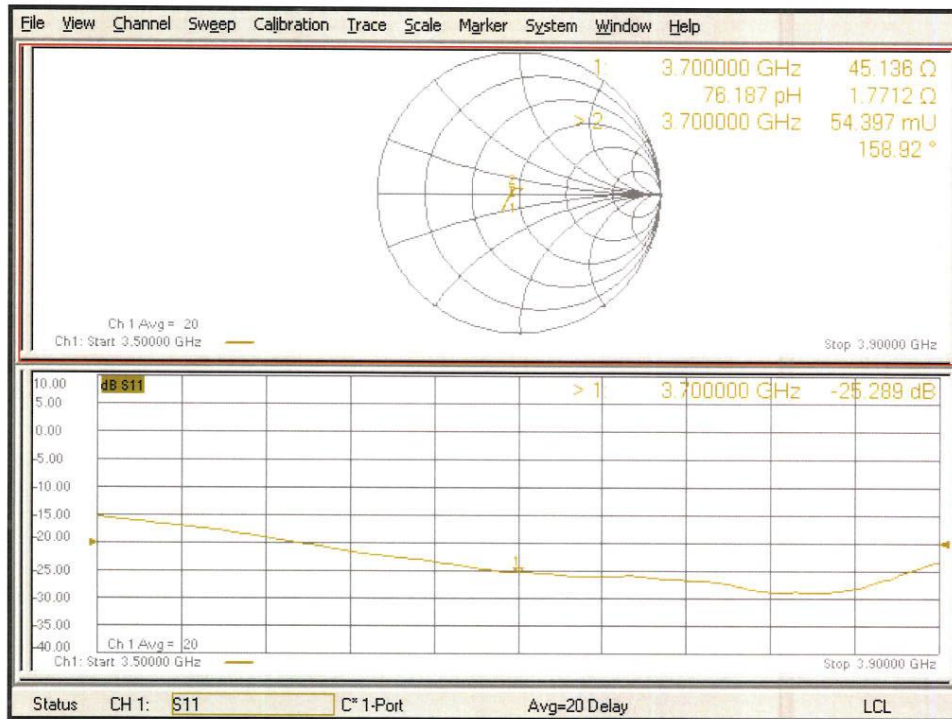 File View Channel Sweep Calibration Trace Scale Marker System Window Help
1: 3.700000 GHz 45.136 Ω
76.187 pH 1.7712 Ω
> 2: 3.700000 GHz 54.397 mU
158.92 °
Ch 1 Avg = 20
Ch1: Start 3.50000 GHz
Stop 3.90000 GHz
10.00
dB S11
> 1: 3.700000 GHz -25.289 dB
5.00
0.00
-5.00
-10.00
-15.00
-20.00
1
-25.00
-30.00
-35.00
-40.00
Ch 1 Avg = 20
Ch1: Start 3.50000 GHz
Stop 3.90000 GHz
Status CH 1: S11 C* 1-Port Avg=20 Delay LCL